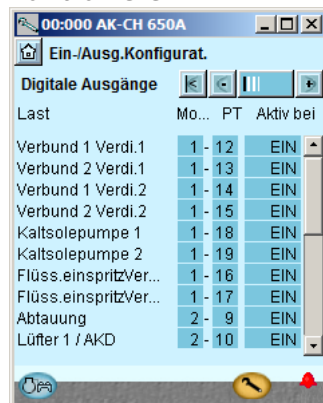 00:000 AK-CH 650A
Ein-/Ausg.Konfigurat.
Digitale Ausgänge
Last Mo... PT Aktiv bei
Verbund 1 Verdi.1 1 - 12 EIN
Verbund 2 Verdi.1 1 - 13 EIN
Verbund 1 Verdi.2 1 - 14 EIN
Verbund 2 Verdi.2 1 - 15 EIN
Kaltsolepumpe 1 1 - 18 EIN
Kaltsolepumpe 2 1 - 19 EIN
Flüss.einspritzVer... 1 - 16 EIN
Flüss.einspritzVer... 1 - 17 EIN
Abtauung 2 - 9 EIN
Lüfter 1 / AKD 2 - 10 EIN